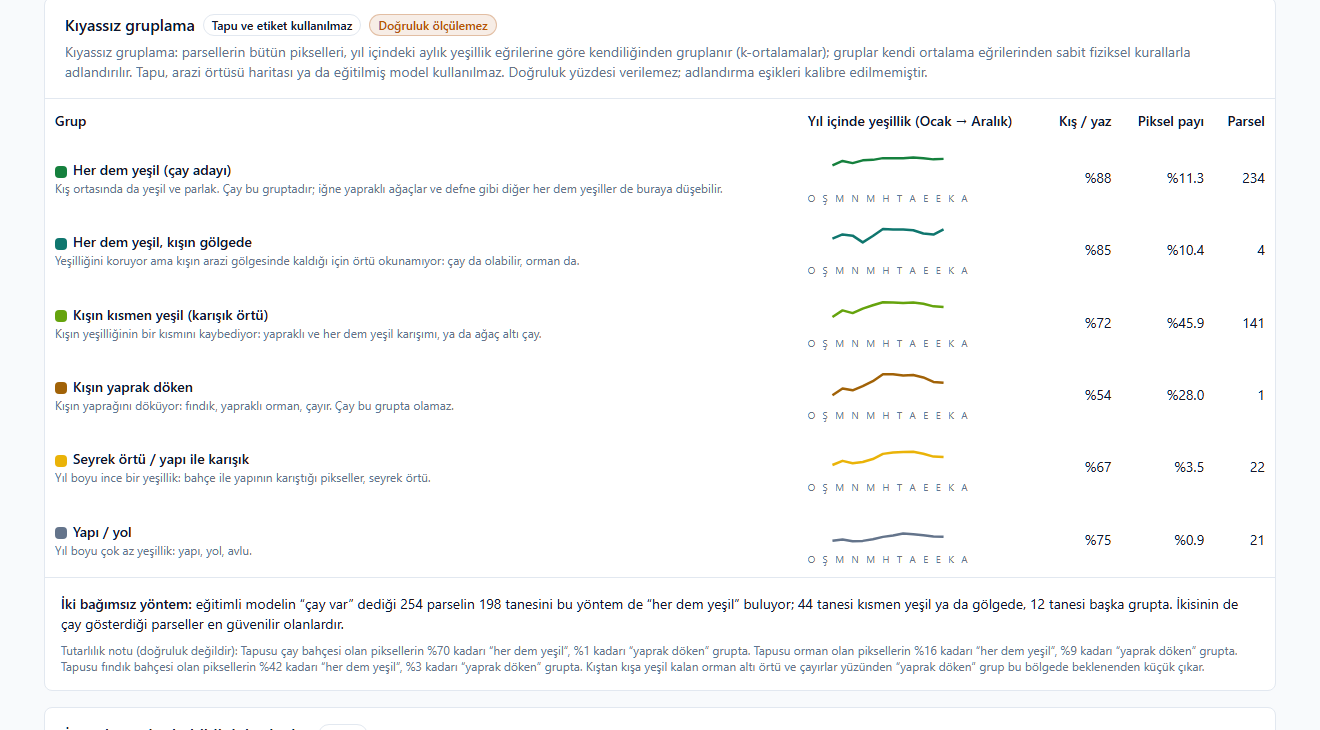 Kıyassız gruplama
Tapu ve etiket kullanılmaz
Doğruluk ölçülemez
Kıyassız gruplama: parsellerin bütün pikselleri, yıl içindeki aylık yeşillik eğrilerine göre kendiliğinden gruplanır (k-ortalamalar); gruplar kendi ortalama eğrilerinden sabit fiziksel kurallarla
adlandırılır. Tapu, arazi örtüsü haritası ya da eğitilmiş model kullanılmaz. Doğruluk yüzdesi verilemez; adlandırma eşikleri kalibre edilmemiştir.
Grup
Yıl içinde yeşillik (Ocak → Aralık)
Kış / yaz
Piksel payı
Parsel
Her dem yeşil (çay adayı)
Kış ortasında da yeşil ve parlak. Çay bu gruptadır; iğne yapraklı ağaçlar ve defne gibi diğer her dem yeşiller de buraya düşebilir.
O Ş M N M H T A E E K A
%88
%11.3
234
Her dem yeşil, kışın gölgede
Yeşilliğini koruyor ama kışın arazi gölgesinde kaldığı için örtü okunamıyor: çay da olabilir, orman da.
O Ş M N M H T A E E K A
%85
%10.4
4
Kışın kısmen yeşil (karışık örtü)
Kışın yeşilliğinin bir kısmını kaybediyor: yapraklı ve her dem yeşil karışımı, ya da ağaç altı çay.
O Ş M N M H T A E E K A
%72
%45.9
141
Kışın yaprak döken
Kışın yaprağını döküyor: fındık, yapraklı orman, çayır. Çay bu grupta olamaz.
O Ş M N M H T A E E K A
%54
%28.0
1
Seyrek örtü / yapı ile karışık
Yıl boyu ince bir yeşillik: bahçe ile yapının karıştığı pikseller, seyrek örtü.
O Ş M N M H T A E E K A
%67
%3.5
22
Yapı / yol
Yıl boyu çok az yeşillik: yapı, yol, avlu.
O Ş M N M H T A E E K A
%75
%0.9
21
İki bağımsız yöntem: eğitimli modelin “çay var” dediği 254 parselin 198 tanesini bu yöntem de “her dem yeşil” buluyor; 44 tanesi kısmen yeşil ya da gölgede, 12 tanesi başka grupta. İkisinin de
çay gösterdiği parseller en güvenilir olanlardır.
Tutarlılık notu (doğruluk değildir): Tapusu çay bahçesi olan piksellerin %70 kadarı “her dem yeşil”, %1 kadarı “yaprak döken” grupta. Tapusu orman olan piksellerin %16 kadarı “her dem yeşil”, %9 kadarı “yaprak döken” grupta.
Tapusu fındık bahçesi olan piksellerin %42 kadarı “her dem yeşil”, %3 kadarı “yaprak döken” grupta. Kıştan kışa yeşil kalan orman altı örtü ve çayırlar yüzünden “yaprak döken” grup bu bölgede beklenenden küçük çıkar.